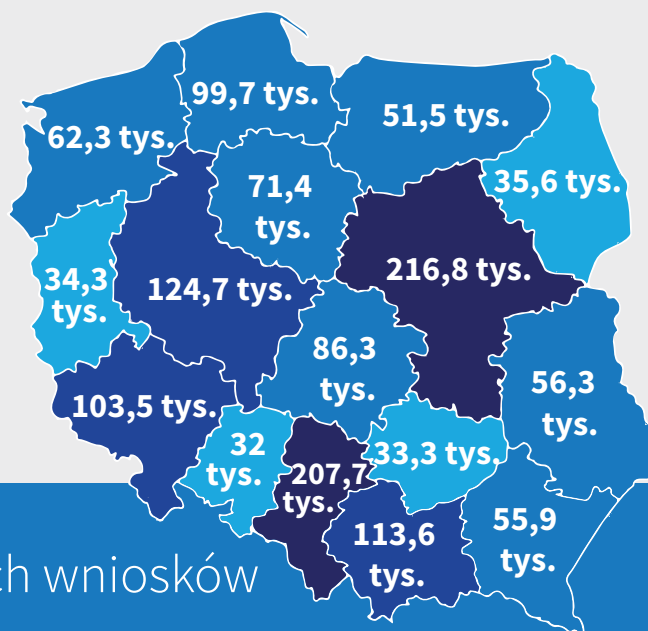 99,7 tys.
51,5 tys.
62,3 tys.
71,4
tys.
35,6 tys.
34,3
tys.
124,7 tys.
216,8 tys.
86,3
tys.
56,3
tys.
103,5 tys.
32
tys.
207,7
tys.
33,3 tys.
113,6
tys.
55,9
tys.
h wniosków